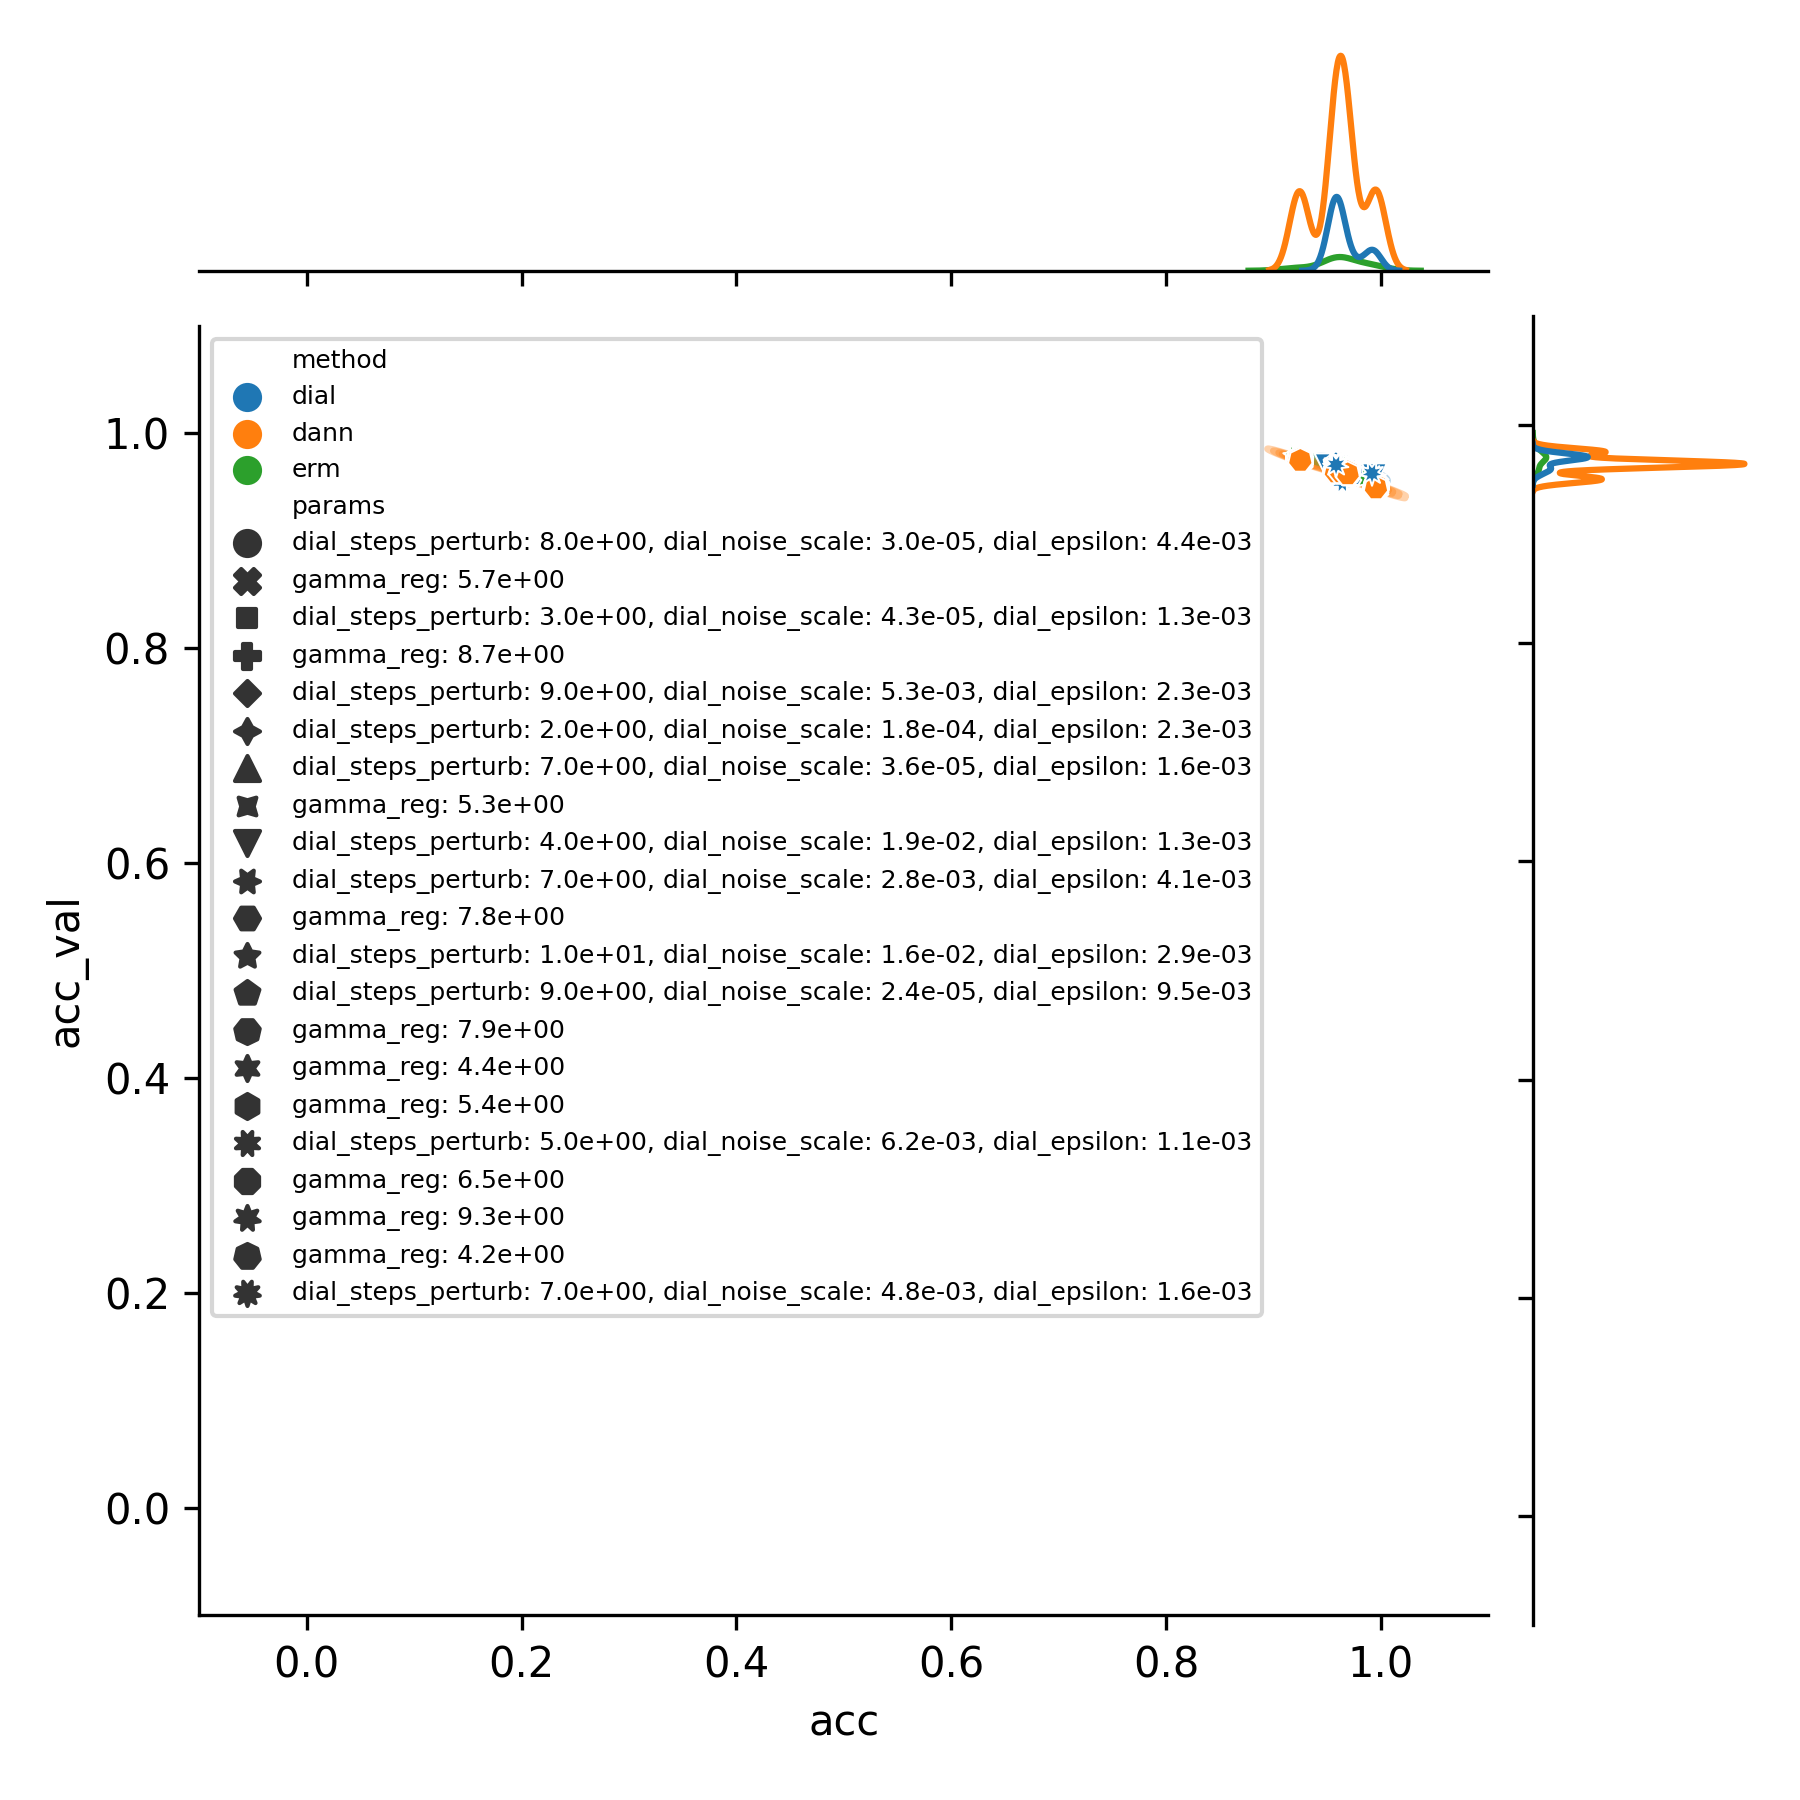 method
dial
dann
erm
params
dial_steps_perturb: 8.0e+00, dial_noise_scale: 3.0e-05, dial_epsilon: 4.4e-03
gamma_reg: 5.7e+00
dial_steps_perturb: 3.0e+00, dial_noise_scale: 4.3e-05, dial_epsilon: 1.3e-03
gamma_reg: 8.7e+00
dial_steps_perturb: 9.0e+00, dial_noise_scale: 5.3e-03, dial_epsilon: 2.3e-03
dial_steps_perturb: 2.0e+00, dial_noise_scale: 1.8e-04, dial_epsilon: 2.3e-03
dial_steps_perturb: 7.0e+00, dial_noise_scale: 3.6e-05, dial_epsilon: 1.6e-03
gamma_reg: 5.3e+00
dial_steps_perturb: 4.0e+00, dial_noise_scale: 1.9e-02, dial_epsilon: 1.3e-03
dial_steps_perturb: 7.0e+00, dial_noise_scale: 2.8e-03, dial_epsilon: 4.1e-03
gamma_reg: 7.8e+00
dial_steps_perturb: 1.0e+01, dial_noise_scale: 1.6e-02, dial_epsilon: 2.9e-03
dial_steps_perturb: 9.0e+00, dial_noise_scale: 2.4e-05, dial_epsilon: 9.5e-03
gamma_reg: 7.9e+00
gamma_reg: 4.4e+00
gamma_reg: 5.4e+00
dial_steps_perturb: 5.0e+00, dial_noise_scale: 6.2e-03, dial_epsilon: 1.1e-03
gamma_reg: 6.5e+00
gamma_reg: 9.3e+00
gamma_reg: 4.2e+00
dial_steps_perturb: 7.0e+00, dial_noise_scale: 4.8e-03, dial_epsilon: 1.6e-03
1.0
0.8
0.6
0.4
0.2
0.0
acc_val
0.0 0.2 0.4 0.6 0.8 1.0
acc